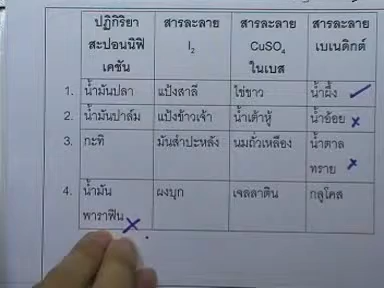 ปฏิกิริยา สารละลาย สารละลาย สารละลาย
สะปอนนิฟิ I₂ CuSO₄ เบเนดิกต์
เคชัน ในเบส
1. น้ำมันปลา แป้งสาลี ไข่ขาว น้ำผึ้ง ✓
2. น้ำมันปาล์ม แป้งข้าวเจ้า น้ำเต้าหู้ น้ำอ้อย ✗
3. กะทิ มันสำปะหลัง นมถั่วเหลือง น้ำตาล
ทราย ✗
4. น้ำมัน ผงบุก เจลลาติน กลูโคส
พาราฟิน ✗